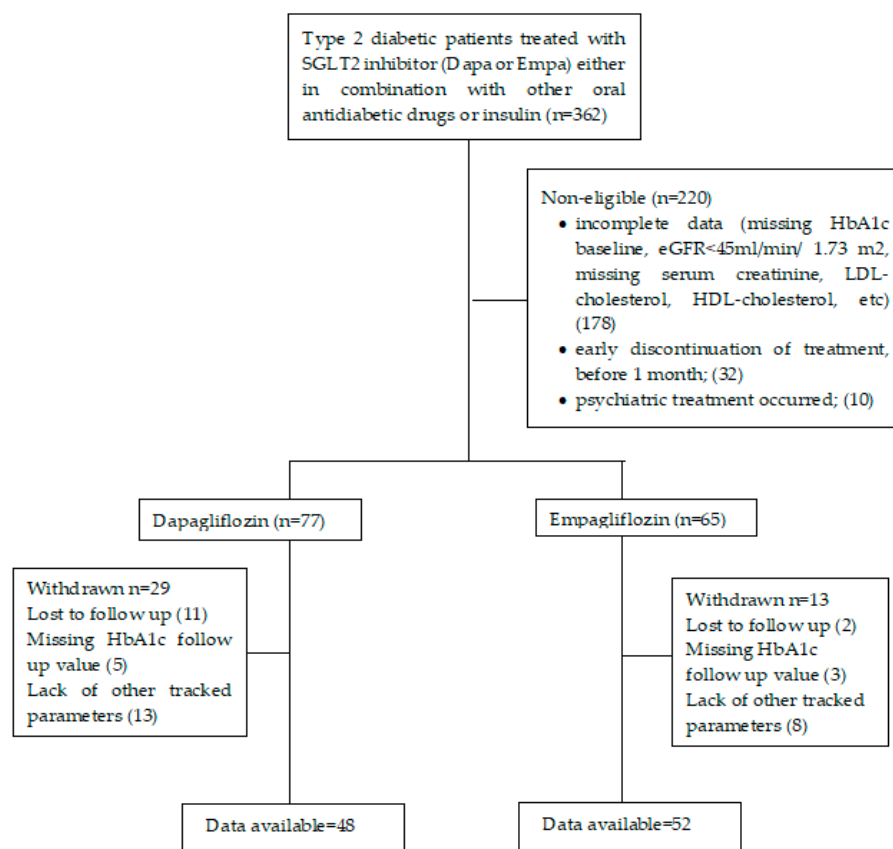 Type 2 diabetic patients treated with
SGLT2 inhibitor (Dapa or Empa) either
in combination with other oral
antidiabetic drugs or insulin (n=362)
Non-eligible (n=220)
• incomplete data (missing HbA1c
baseline, eGFR<45ml/min/ 1.73 m2,
missing serum creatinine, LDL-
cholesterol, HDL-cholesterol, etc)
(178)
• early discontinuation of treatment,
before 1 month; (32)
• psychiatric treatment occurred; (10)
Dapagliflozin (n=77)
Empagliflozin (n=65)
Withdrawn n=29
Lost to follow up (11)
Missing HbA1c follow
up value (5)
Lack of other tracked
parameters (13)
Withdrawn n=13
Lost to follow up (2)
Missing HbA1c
follow up value (3)
Lack of other tracked
parameters (8)
Data available=48
Data available=52